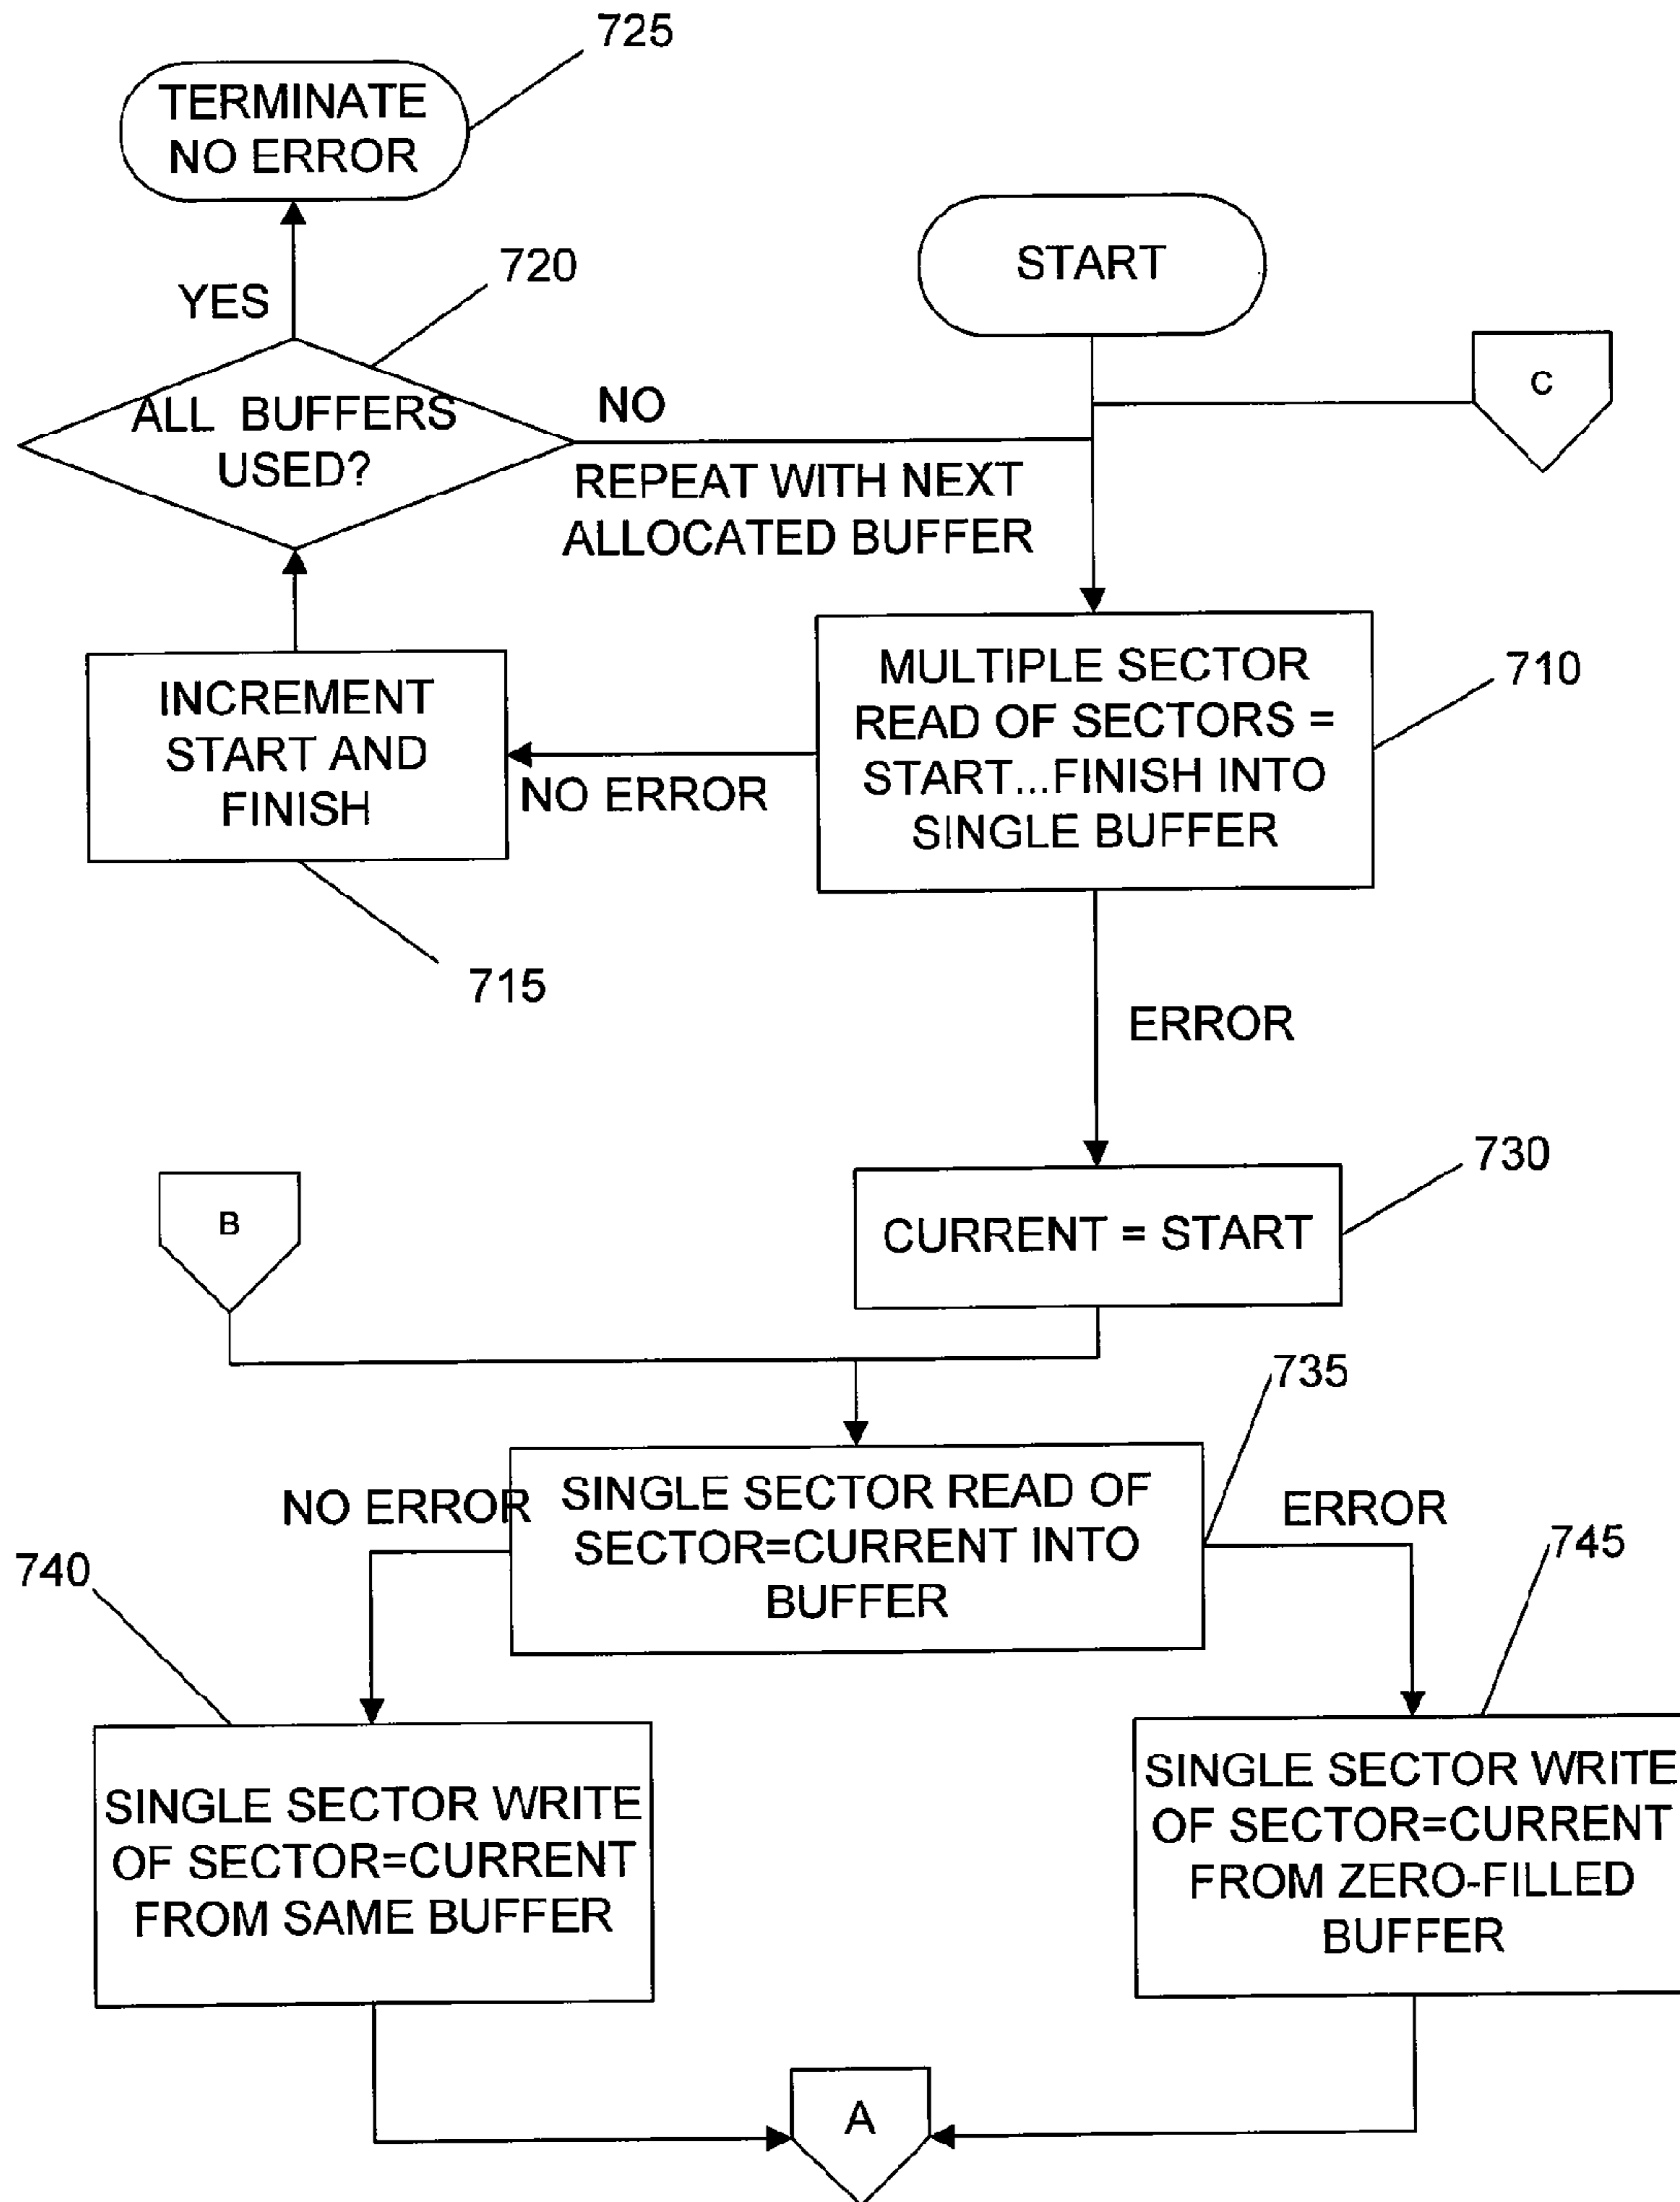 725
TERMINATE
NO ERROR
720
YES
START
C
ALL BUFFERS
USED?
NO
REPEAT WITH NEXT
ALLOCATED BUFFER
INCREMENT
START AND
FINISH
NO ERROR
MULTIPLE SECTOR
READ OF SECTORS =
START...FINISH INTO
SINGLE BUFFER
710
715
ERROR
730
B
CURRENT = START
735
NO ERROR
SINGLE SECTOR READ OF
SECTOR=CURRENT INTO
BUFFER
ERROR
745
740
SINGLE SECTOR WRITE
OF SECTOR=CURRENT
FROM SAME BUFFER
SINGLE SECTOR WRITE
OF SECTOR=CURRENT
FROM ZERO-FILLED
BUFFER
A